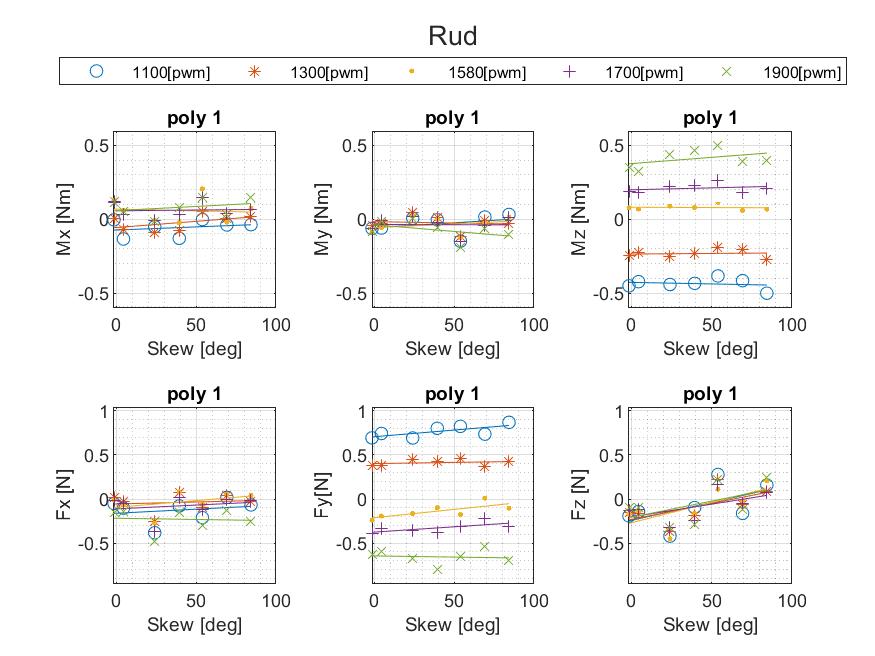 Rud
1100[pwm] 1300[pwm] 1580[pwm] 1700[pwm] 1900[pwm]
poly 1 poly 1 poly 1
0.5 0.5 0.5
Mx [Nm] My [Nm] Mz [Nm]
0 0 0
-0.5 -0.5 -0.5
0 50 100 0 50 100 0 50 100
Skew [deg] Skew [deg] Skew [deg]
poly 1 poly 1 poly 1
1 1 1
0.5 0.5 0.5
Fx [N] Fy[N] Fz [N]
0 0 0
-0.5 -0.5 -0.5
0 50 100 0 50 100 0 50 100
Skew [deg] Skew [deg] Skew [deg]